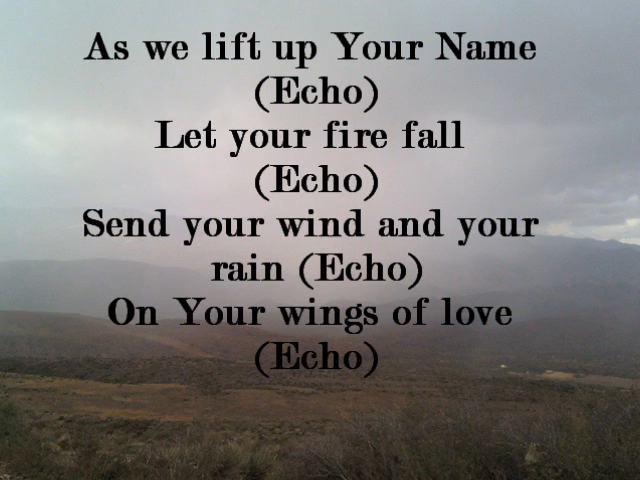 As we lift up Your Name
(Echo)
Let your fire fall
(Echo)
Send your wind and your
rain (Echo)
On Your wings of love
(Echo)